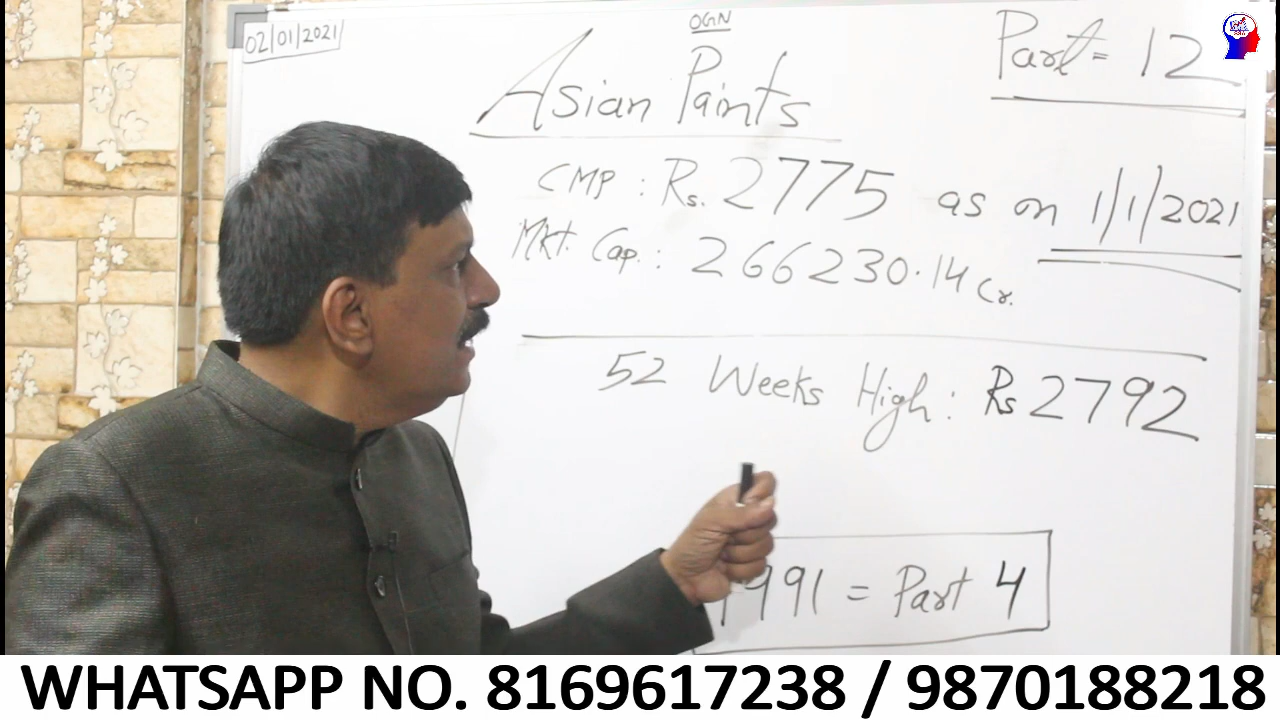 OGN
02/01/2021
Part = 12
Asian Paints
CMP : Rs. 2775 as on 1/1/2021
Mkt. Cap. : 266230.14 Cr.
52 Weeks High : Rs 2792
1991 = Part 4
WHATSAPP NO. 8169617238 / 9870188218